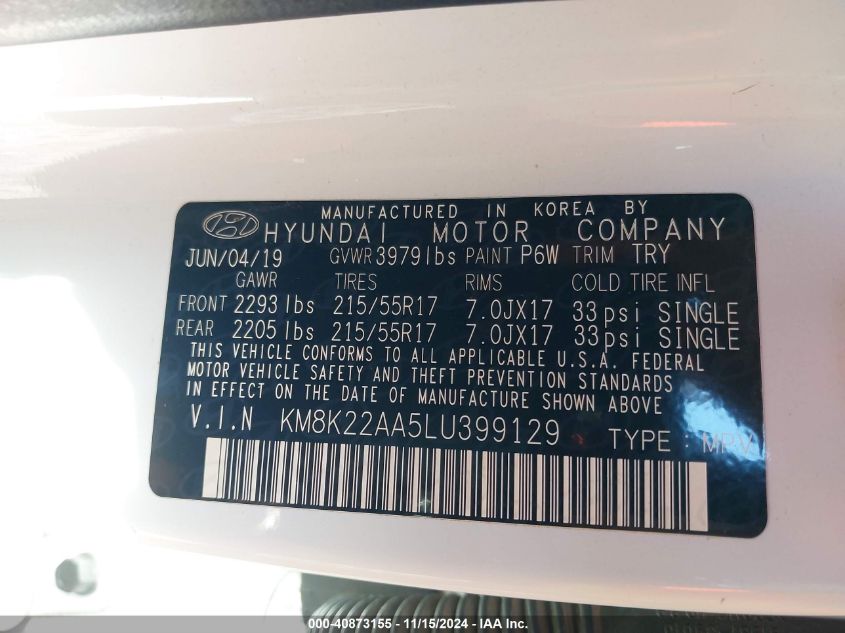 MANUFACTURED IN KOREA BY
HYUNDAI MOTOR COMPANY
JUN/04/19 GVWR 3979lbs PAINT P6W TRIM TRY
GAWR TIRES RIMS COLD TIRE INFL
FRONT 2293lbs 215/55R17 7.0JX17 33psi SINGLE
REAR 2205lbs 215/55R17 7.0JX17 33psi SINGLE
THIS VEHICLE CONFORMS TO ALL APPLICABLE U.S.A. FEDERAL
MOTOR VEHICLE SAFETY AND THEFT PREVENTION STANDARDS
IN EFFECT ON THE DATE OF MANUFACTURE SHOWN ABOVE
V.I.N KM8K22AA5LU399129 TYPE : MPV
000-40873155 - 11/15/2024 - IAA Inc.